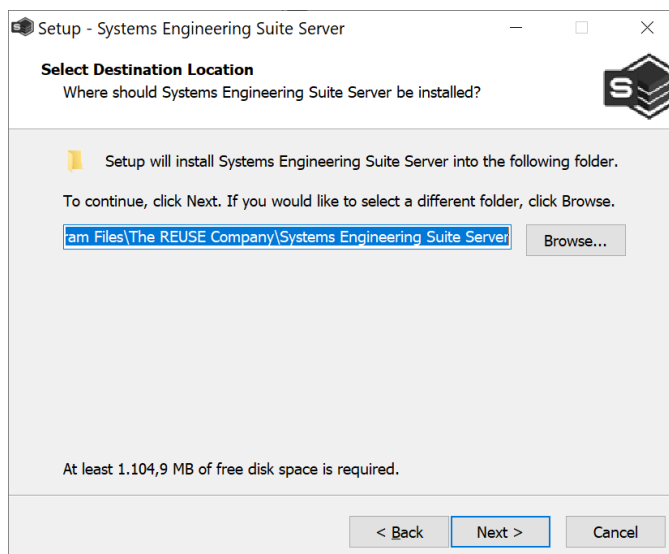 Setup - Systems Engineering Suite Server
Select Destination Location
Where should Systems Engineering Suite Server be installed?
S
Setup will install Systems Engineering Suite Server into the following folder.
To continue, click Next. If you would like to select a different folder, click Browse.
ram Files\The REUSE Company\Systems Engineering Suite Server
Browse...
At least 1.104,9 MB of free disk space is required.
< Back
Next >
Cancel